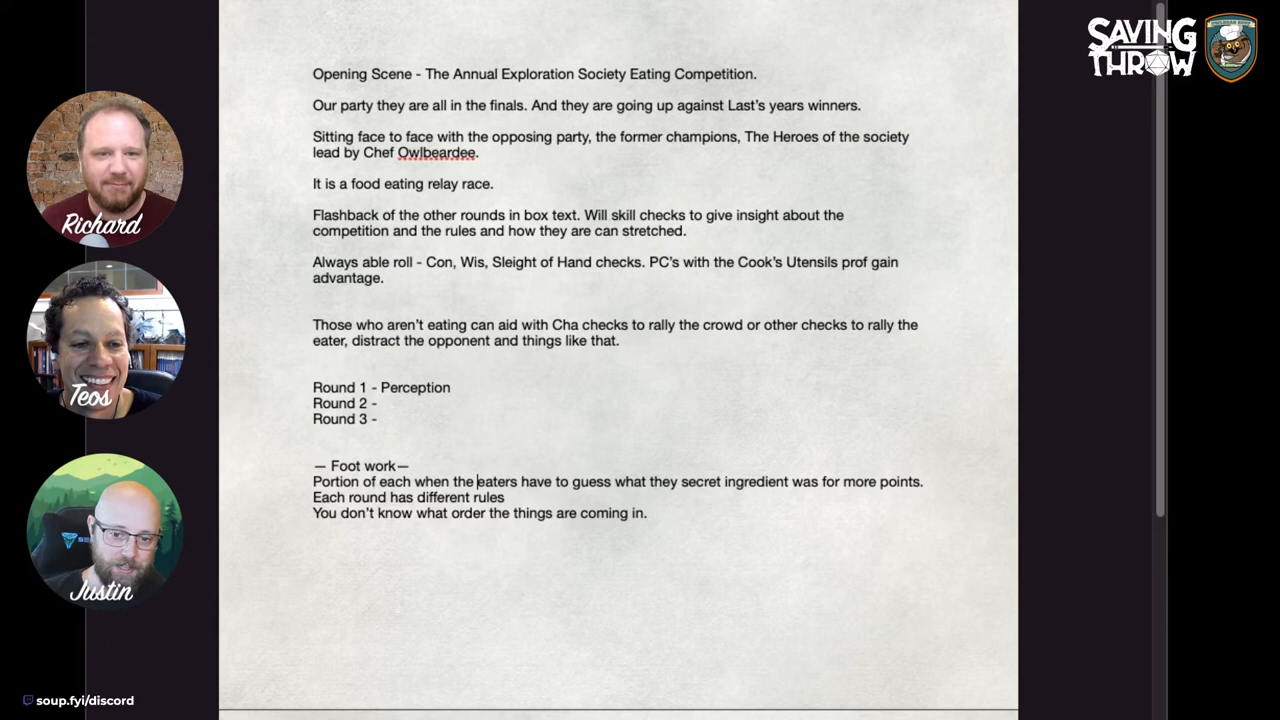 SAVING
THROW
Opening Scene - The Annual Exploration Society Eating Competition.
Our party they are all in the finals. And they are going up against Last’s years winners.
Sitting face to face with the opposing party, the former champions, The Heroes of the society
lead by Chef Owlbeardee.
It is a food eating relay race.
Flashback of the other rounds in box text. Will skill checks to give insight about the
competition and the rules and how they are can stretched.
Always able roll - Con, Wis, Sleight of Hand checks. PC’s with the Cook’s Utensils prof gain
advantage.
Those who aren’t eating can aid with Cha checks to rally the crowd or other checks to rally the
eater, distract the opponent and things like that.
Round 1 - Perception
Round 2 -
Round 3 -
— Foot work—
Portion of each when the eaters have to guess what they secret ingredient was for more points.
Each round has different rules
You don’t know what order the things are coming in.
Richard
Teos
Justin
soup.fyi/discord